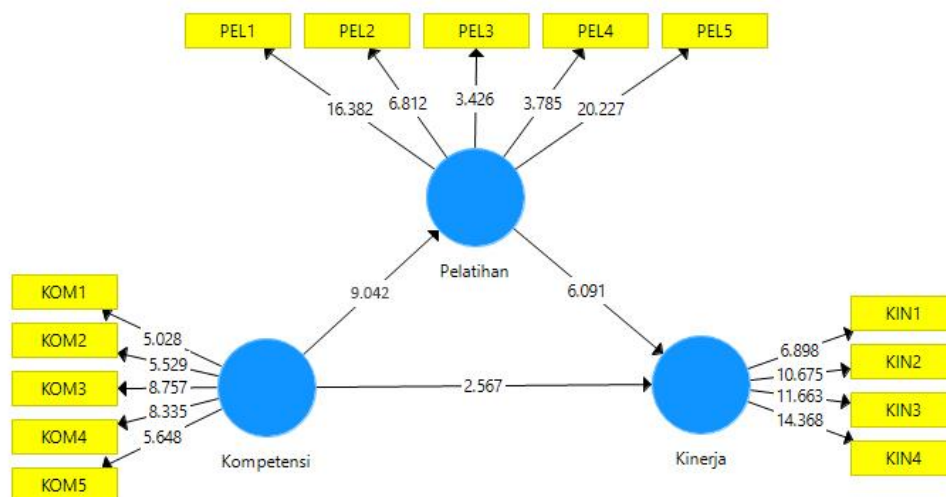 PEL1 PEL2 PEL3 PEL4 PEL5
16.382 6.812 3.426 3.785 20.227
Pelatihan
9.042 6.091
KOM1
KOM2
KOM3
KOM4
KOM5
5.028
5.529
8.757
8.335
5.648
Kompetensi
2.567
Kinerja
6.898
10.675
11.663
14.368
KIN1
KIN2
KIN3
KIN4